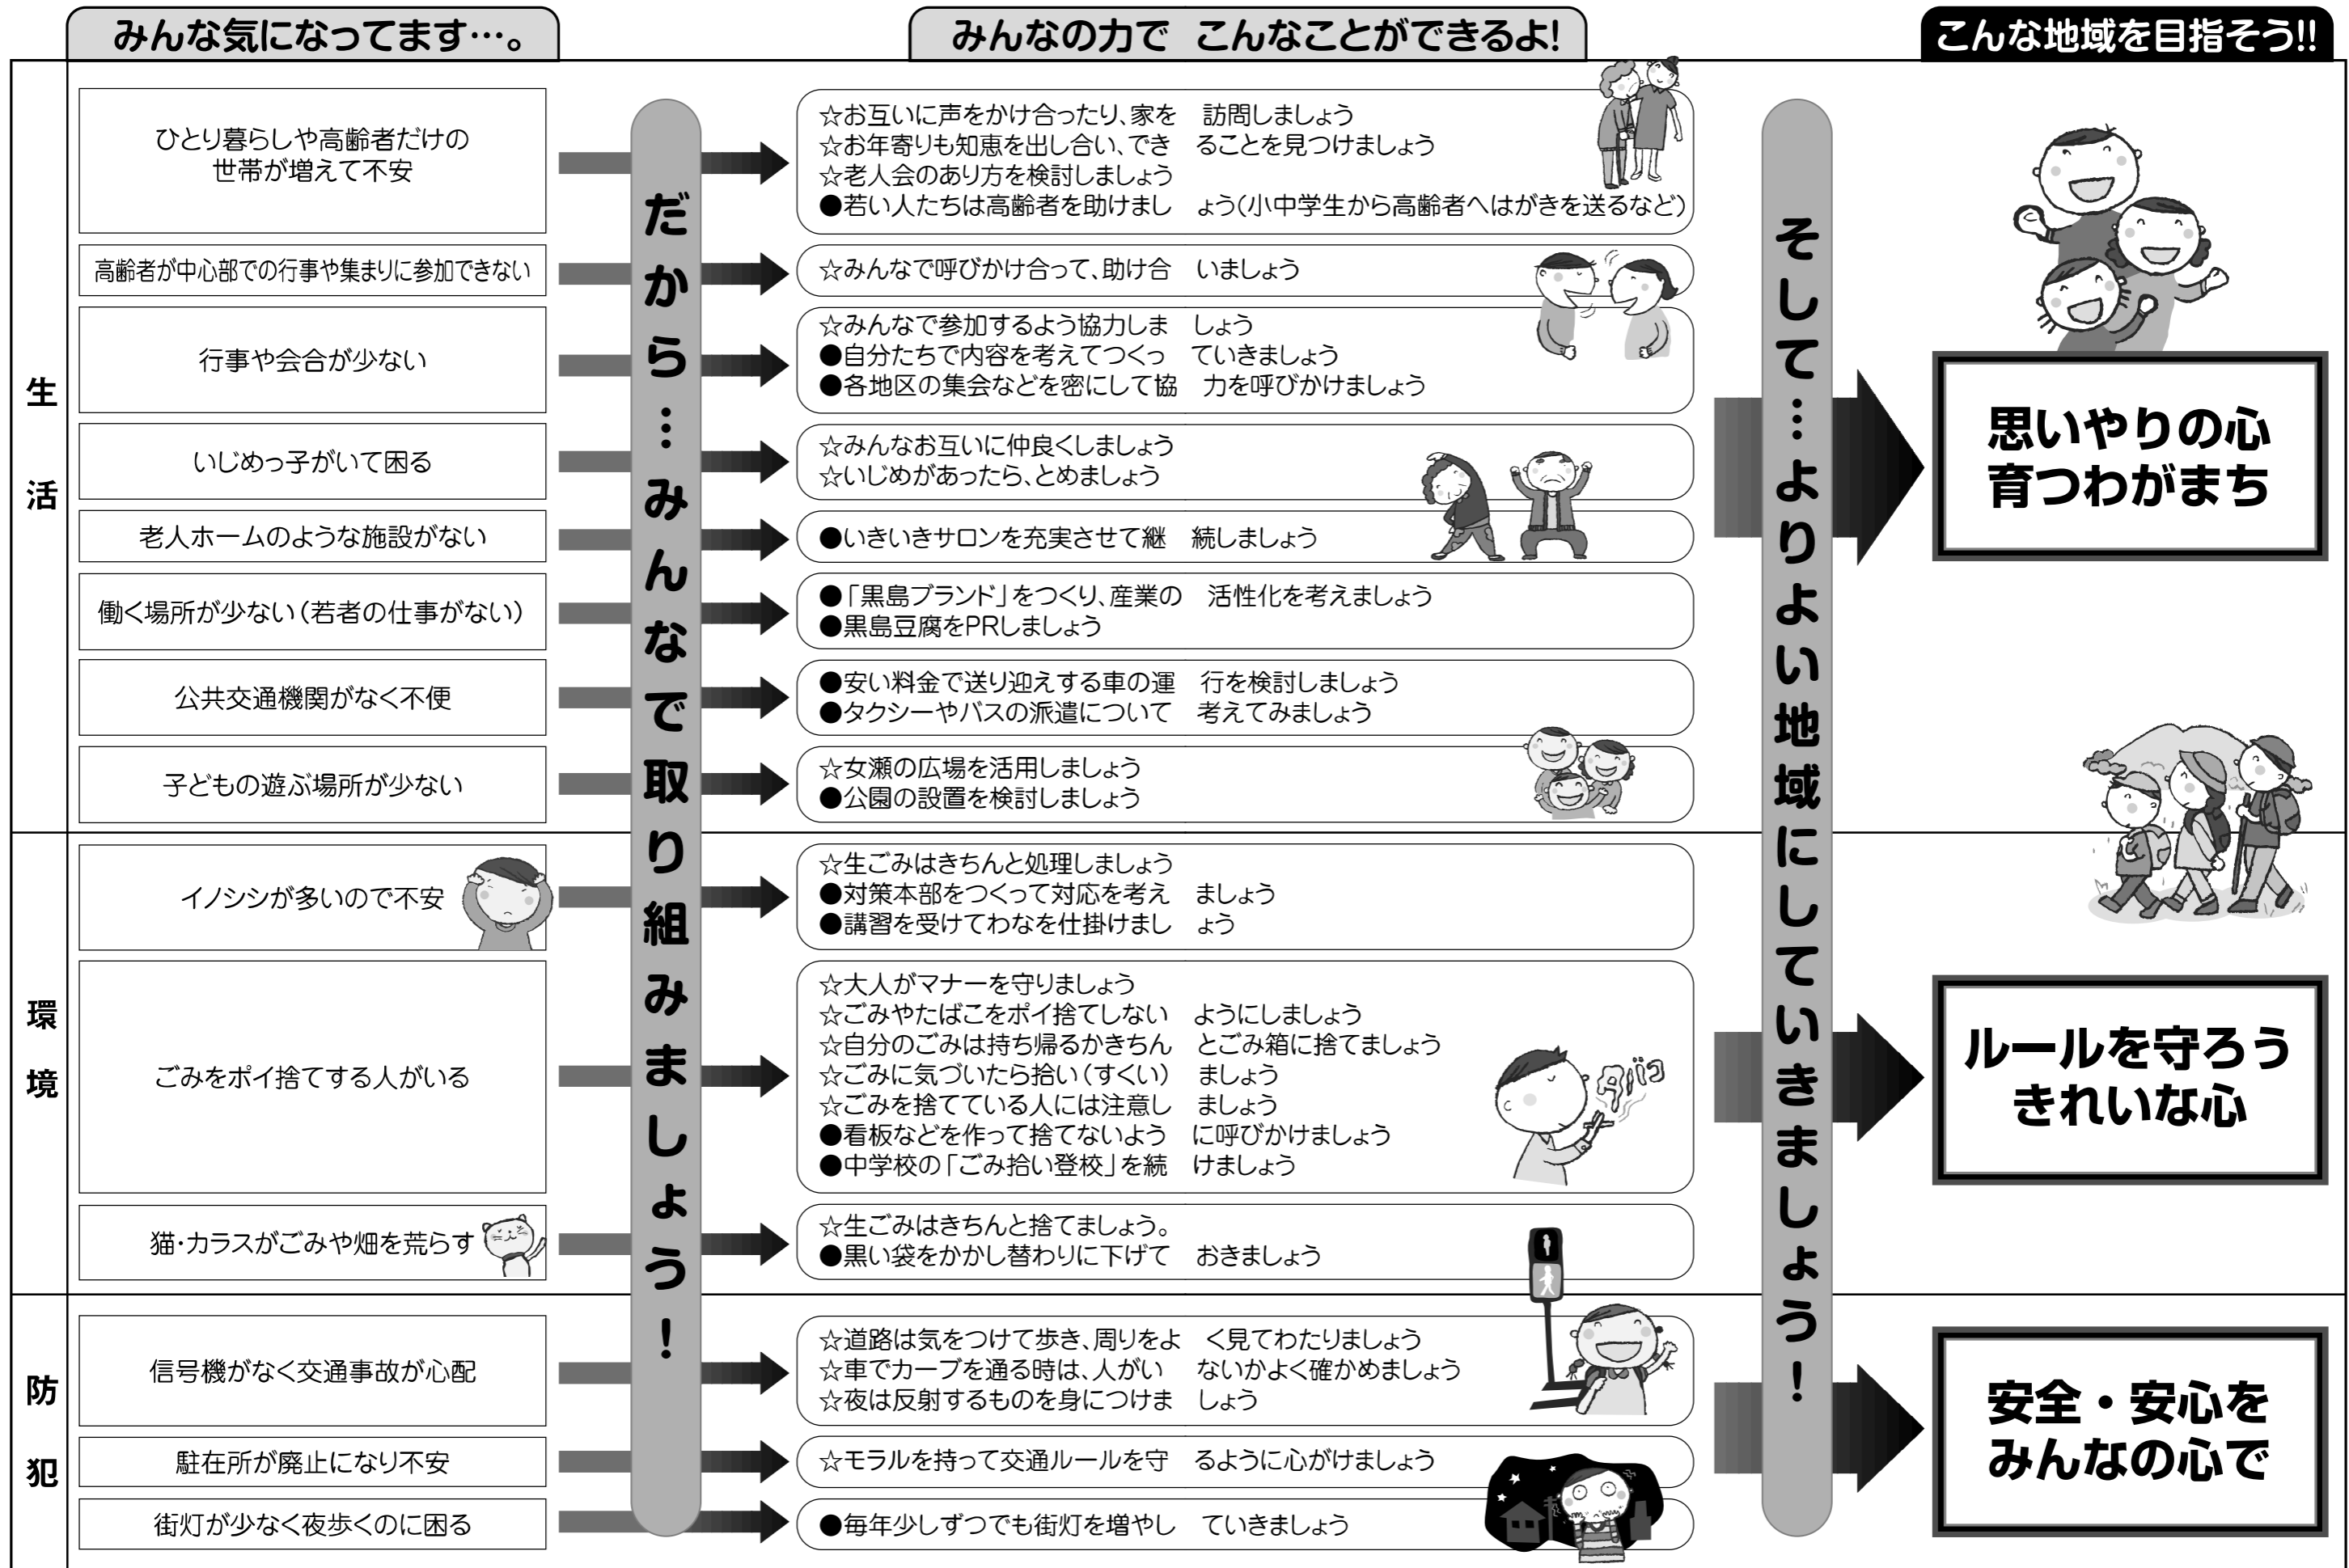 みんな気になってます…。
みんなの力で こんなことができるよ!
こんな地域を目指そう!!
生活
ひとり暮らしや高齢者だけの
世帯が増えて不安
☆お互いに声をかけ合ったり、家を 訪問しましょう
☆お年寄りも知恵を出し合い、でき ることを見つけましょう
☆老人会のあり方を検討しましょう
●若い人たちは高齢者を助けまし ょう(小中学生から高齢者へはがきを送るなど)
高齢者が中心部での行事や集まりに参加できない
☆みんなで呼びかけ合って、助け合 いましょう
行事や会合が少ない
☆みんなで参加するよう協力しま しょう
●自分たちで内容を考えてつくっ ていきましょう
●各地区の集会などを密にして協 力を呼びかけましょう
いじめっ子がいて困る
☆みんなお互いに仲良くしましょう
☆いじめがあったら、とめましょう
老人ホームのような施設がない
●いきいきサロンを充実させて継 続しましょう
働く場所が少ない(若者の仕事がない)
●「黒島ブランド」をつくり、産業の 活性化を考えましょう
●黒島豆腐をPRしましょう
公共交通機関がなく不便
●安い料金で送り迎えする車の運 行を検討しましょう
●タクシーやバスの派遣について 考えてみましょう
子どもの遊ぶ場所が少ない
☆女瀬の広場を活用しましょう
●公園の設置を検討しましょう
思いやりの心
育つわがまち
環境
イノシシが多いので不安
☆生ごみはきちんと処理しましょう
●対策本部をつくって対応を考え ましょう
●講習を受けてわなを仕掛けまし ょう
ごみをポイ捨てする人がいる
☆大人がマナーを守りましょう
☆ごみやたばこをポイ捨てしない ようにしましょう
☆自分のごみは持ち帰るかきちん とごみ箱に捨てましょう
☆ごみに気づいたら拾い(すくい) ましょう
☆ごみを捨てている人には注意し ましょう
●看板などを作って捨てないよう に呼びかけましょう
●中学校の「ごみ拾い登校」を続 けましょう
タバコ
猫・カラスがごみや畑を荒らす
☆生ごみはきちんと捨てましょう。
●黒い袋をかかし替わりに下げて おきましょう
ルールを守ろう
きれいな心
防犯
信号機がなく交通事故が心配
☆道路は気をつけて歩き、周りをよ く見てわたりましょう
☆車でカーブを通る時は、人がい ないかよく確かめましょう
☆夜は反射するものを身につけま しょう
駐在所が廃止になり不安
☆モラルを持って交通ルールを守 るように心がけましょう
街灯が少なく夜歩くのに困る
●毎年少しずつでも街灯を増やし ていきましょう
安全・安心を
みんなの心で
だから…みんなで取り組みましょう!
そして…よりよい地域にしていきましょう!